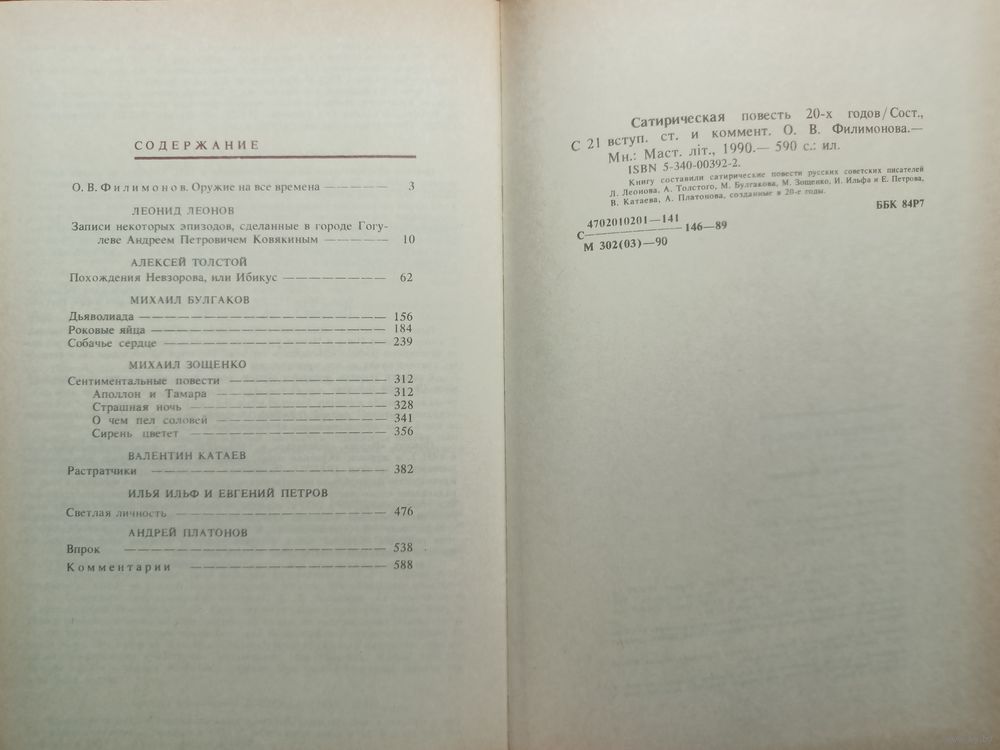 СОДЕРЖАНИЕ
О. В. Филимонов. Оружие на все времена — — — — — 3
ЛЕОНИД ЛЕОНОВ
Записи некоторых эпизодов, сделанные в городе Гогу-
леве Андреем Петровичем Ковякиным — — — — — 10
АЛЕКСЕЙ ТОЛСТОЙ
Похождения Невзорова, или Ибикус — — — — — 62
МИХАИЛ БУЛГАКОВ
Дьяволиада — — — — — 156
Роковые яйца — — — — — 184
Собачье сердце — — — — — 239
МИХАИЛ ЗОЩЕНКО
Сентиментальные повести — — — — — 312
Аполлон и Тамара — — — — — 312
Страшная ночь — — — — — 328
О чем пел соловей — — — — — 341
Сирень цветет — — — — — 356
ВАЛЕНТИН КАТАЕВ
Растратчики — — — — — 382
ИЛЬЯ ИЛЬФ И ЕВГЕНИЙ ПЕТРОВ
Светлая личность — — — — — 476
АНДРЕЙ ПЛАТОНОВ
Впрок — — — — — 538
Комментарии — — — — — 588
Сатирическая повесть 20-х годов/Сост.,
С 21 вступ. ст. и коммент. О. В. Филимонова.—
Мн.: Маст. літ., 1990.— 590 с.: ил.
ISBN 5-340-00392-2.
Книгу составили сатирические повести русских советских писателей
Л. Леонова, А. Толстого, М. Булгакова, М. Зощенко, И. Ильфа и Е. Петрова,
В. Катаева, А. Платонова, созданные в 20-е годы.
ББК 84Р7
4702010201—141
С————146—89
М 302(03)—90